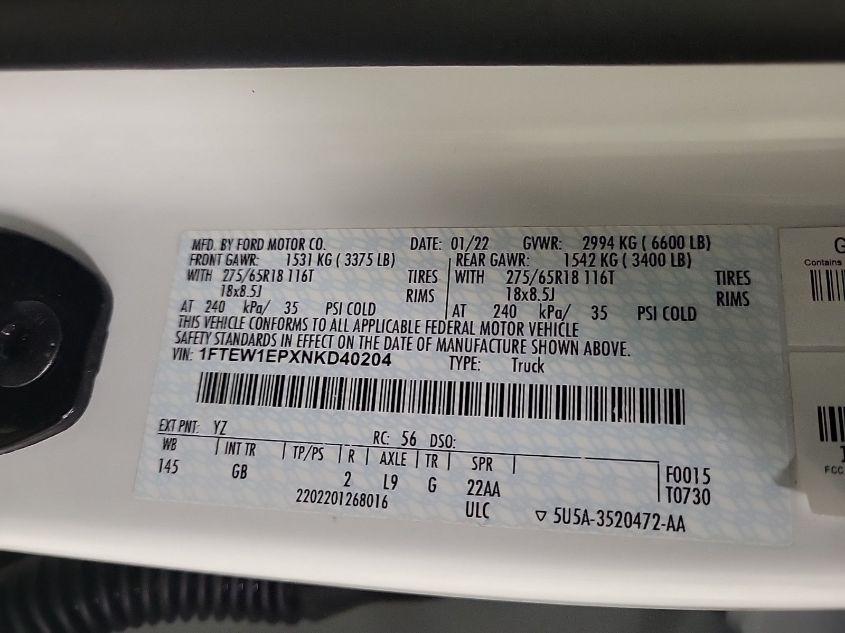 MFD. BY FORD MOTOR CO. DATE: 01/22 GVWR: 2994 KG ( 6600 LB)
FRONT GAWR: 1531 KG ( 3375 LB) REAR GAWR: 1542 KG ( 3400 LB)
WITH 275/65R18 116T TIRES WITH 275/65R18 116T TIRES
18x8.5J RIMS 18x8.5J RIMS
AT 240 kPa/ 35 PSI COLD AT 240 kPa/ 35 PSI COLD
THIS VEHICLE CONFORMS TO ALL APPLICABLE FEDERAL MOTOR VEHICLE
SAFETY STANDARDS IN EFFECT ON THE DATE OF MANUFACTURE SHOWN ABOVE.
VIN: 1FTEW1EPXNKD40204 TYPE: Truck
EXT PNT: YZ RC: 56 DSO:
WB INT TR TP/PS R AXLE TR SPR F0015
145 GB 2 L9 G 22AA T0730
2202201268016 ULC ▽ 5U5A-3520472-AA
Contains
FCC